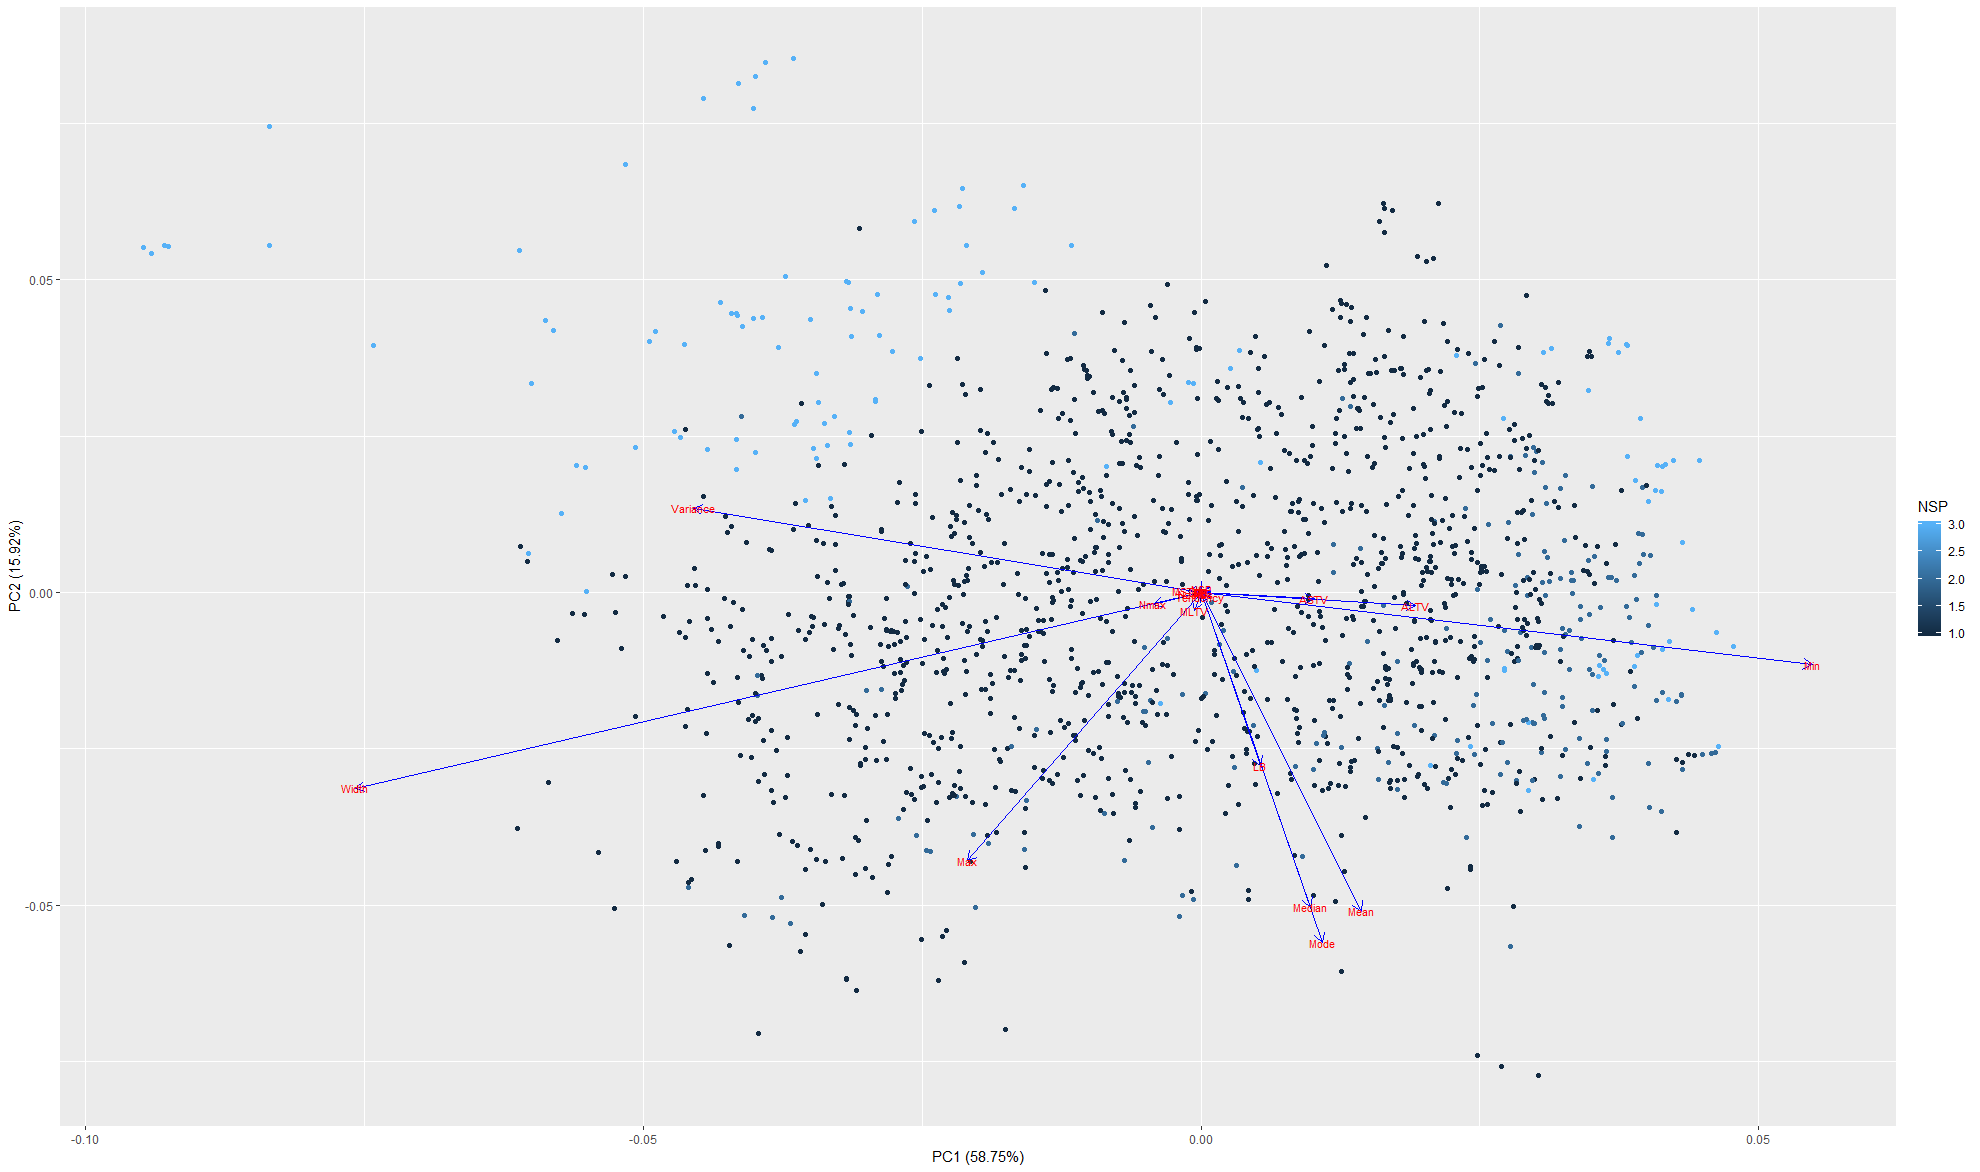 0.05
0.00
-0.05
-0.10
-0.05
0.00
0.05
PC1 (58.75%)
PC2 (15.92%)
Variance
Nmax
MLTV
ALTV
Min
Width
Max
LB
Median
Mean
Mode
NSP
3.0
2.5
2.0
1.5
1.0